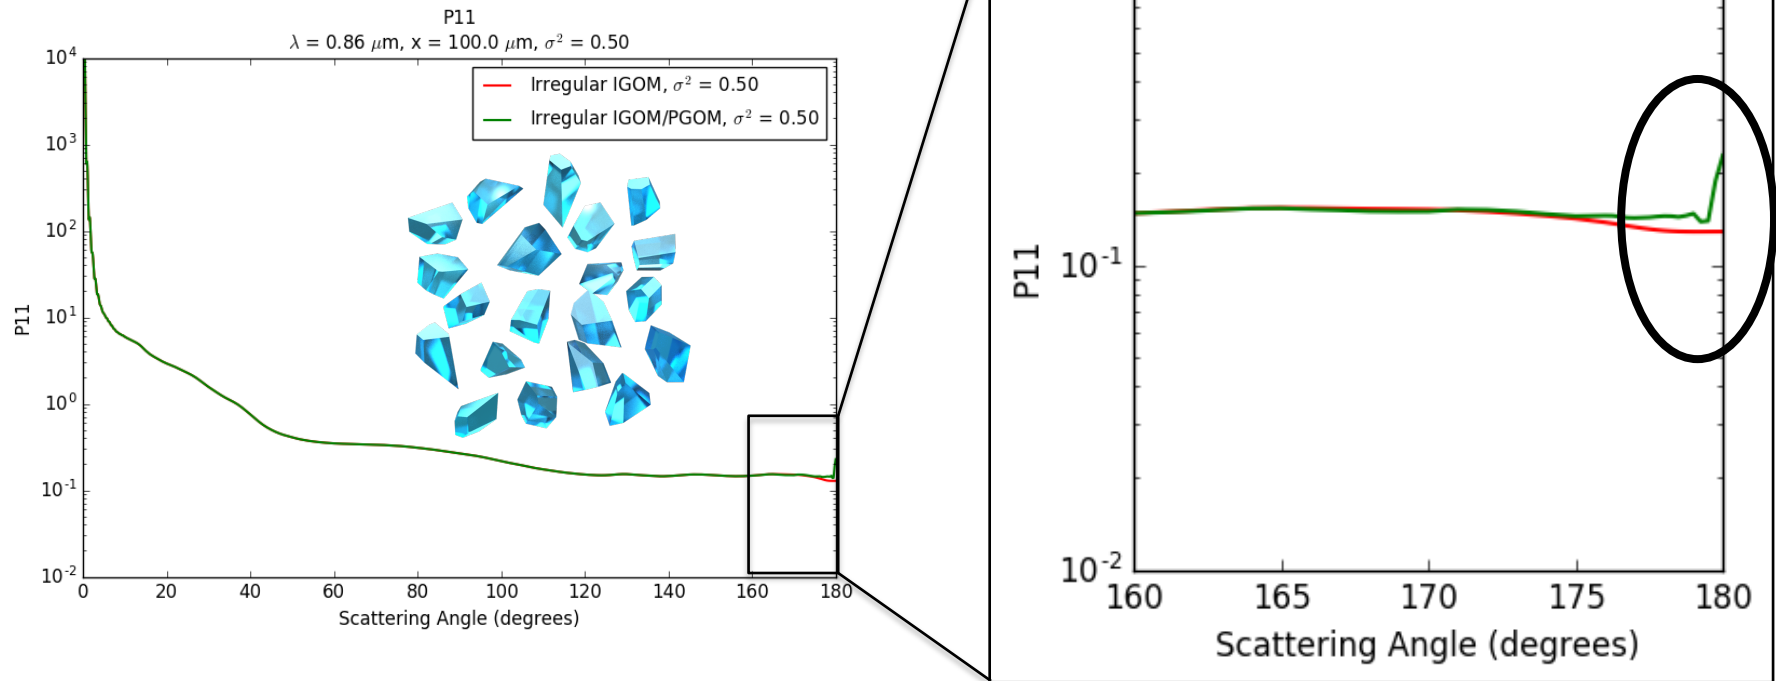 P11
λ = 0.86 μm, x = 100.0 μm, σ² = 0.50
10⁴
10³
10²
10¹
10⁰
10⁻¹
10⁻²
P11
Irregular IGOM, σ² = 0.50
Irregular IGOM/PGOM, σ² = 0.50
0 20 40 60 80 100 120 140 160 180
Scattering Angle (degrees)
P11
10⁻¹
10⁻²
160 165 170 175 180
Scattering Angle (degrees)